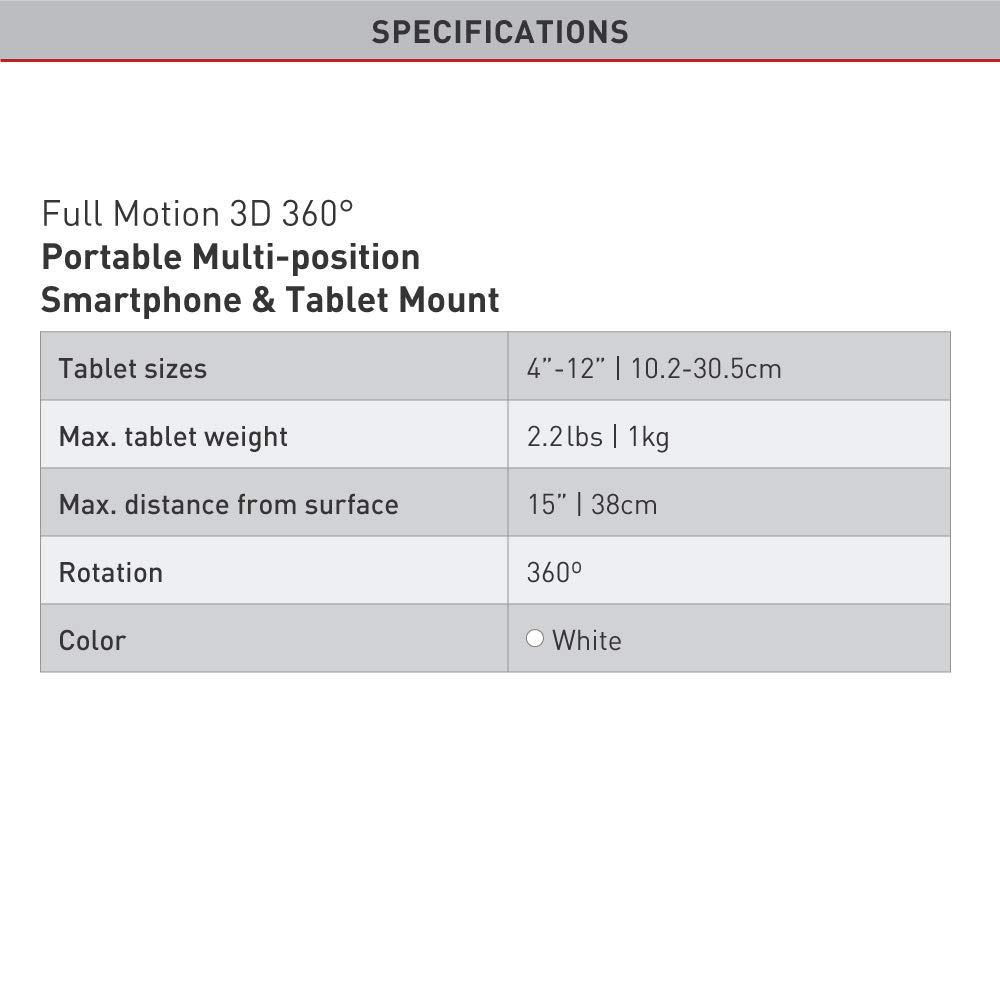 SPECIFICATIONS
Full Motion 3D 360°
Portable Multi-position
Smartphone & Tablet Mount
Tablet sizes 4”-12” | 10.2-30.5cm
Max. tablet weight 2.2lbs | 1kg
Max. distance from surface 15” | 38cm
Rotation 360º
Color White